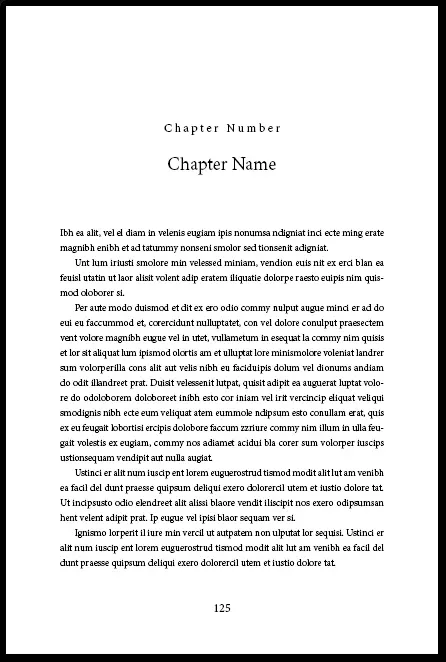 Chapter Number
Chapter Name
Ibh ea alit, vel el diam in velenis eugiam ipis nonumsa ndigniat inci ecte ming erate
magnibh enibh et ad tatummy nonseni smolor sed tionsenit adigniat.
Unt lum iriusti smolore min velessed miniam, vendion euis nit ex erci blan ea
feuisl utatin ut laor alisit volent adip eratem iliquatie dolorpe raesto euipis nim quis-
mod oloborer si.
Per aute modo duismod et dit ex ero odio commy nulput augue minci er ad do
eui eu faccummod et, corercidunt nulluptatet, con vel dolore conulput praesectem
vent volore magnibh eugue vel in utet, vullametum in esequat la commy nim quisis
et lor sit aliquat lum ipismod olortis am et ulluptat lore minismolore voleniat landrer
sum volorperilla cons alit aut velis nibh eu faciduipis dolum vel dionums andiam
do odit illandreet prat. Duisit velessenit lutpat, quisit adipit ea auguerat luptat volo-
re do odoloborem doloboreet inibh esto cor iniam vel irit vercincip eliquat veliqui
smodignis nibh ecte eum veliquat atem eummole ndipsum esto conullam erat, quis
ex eu feugait lobortisi ercipis dolobore faccum zzriure commy nim illum in ulla feu-
gait volestis ex eugiam, commy nos adiamet acidui bla corer sum volorper iuscips
ustionsequam vendipit aut nulla augiat.
Ustinci er alit num iuscip ent lorem euguerostrud tismod modit alit lut am venibh
ea facil del dunt praesse quipsum deliqui exero dolorercil utem et iustio dolore tat.
Ut incipsusto odio elendreet alit alissi blaore vendit iliscipit nos exero odipsumsan
hent velent adipit prat. Ip eugue vel ipisi blaor sequam ver si.
Ignismo lorperit il iure min vercil ut autpatem non ulputat lor sequisi. Ustinci er
alit num iuscip ent lorem euguerostrud tismod modit alit lut am venibh ea facil del
dunt praesse quipsum deliqui exero dolorercil utem et iustio dolore tat.
125